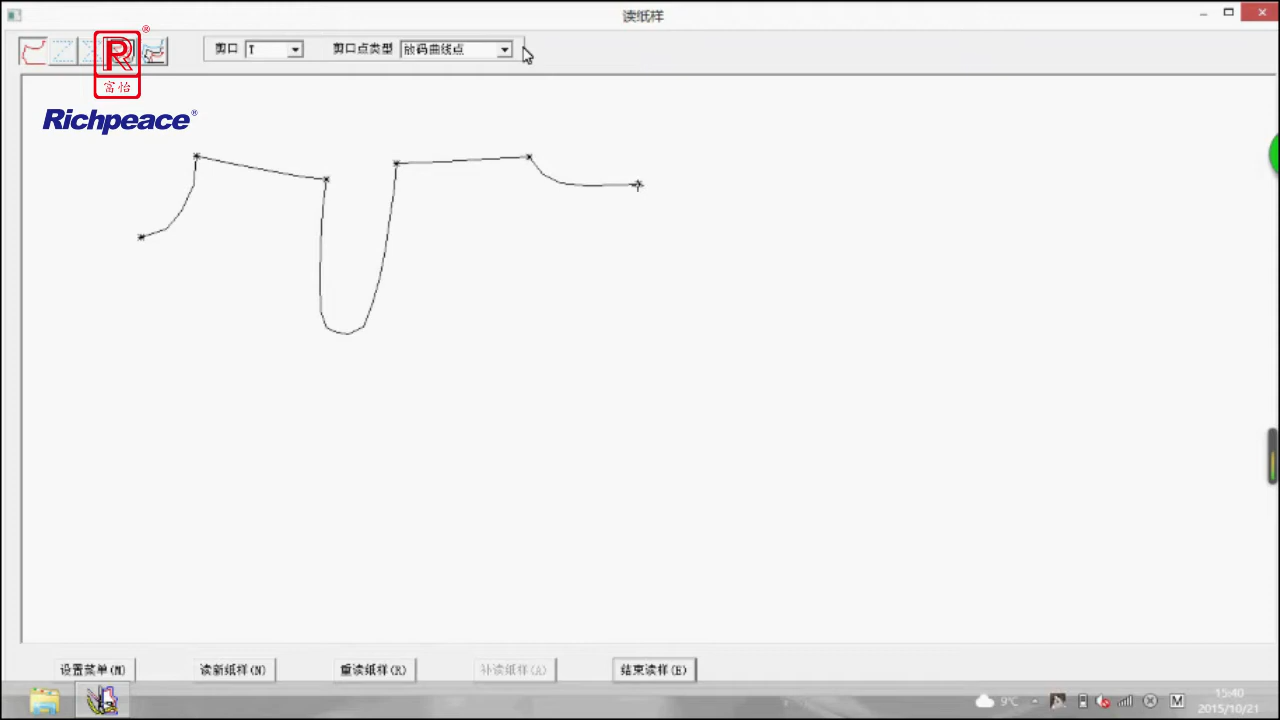 读纸样
剪口 T 剪口点类型 放码曲线点
R®
富怡
Richpeace®
设置菜单(M) 读新纸样(N) 重读纸样(R) 补读纸样(A) 结束读样(E)
9℃ M 15:40
2015/10/21